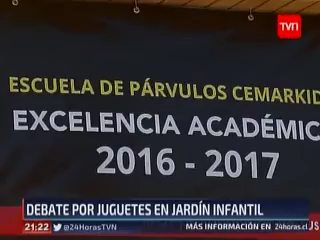 TVN
ESCUELA DE PÁRVULOS CEMARKID
EXCELENCIA ACADÉMIC
2016 - 2017
DEBATE POR JUGUETES EN JARDÍN INFANTIL
21:22 @24HorasTVN MÁS INFORMACIÓN EN 24horas.cl